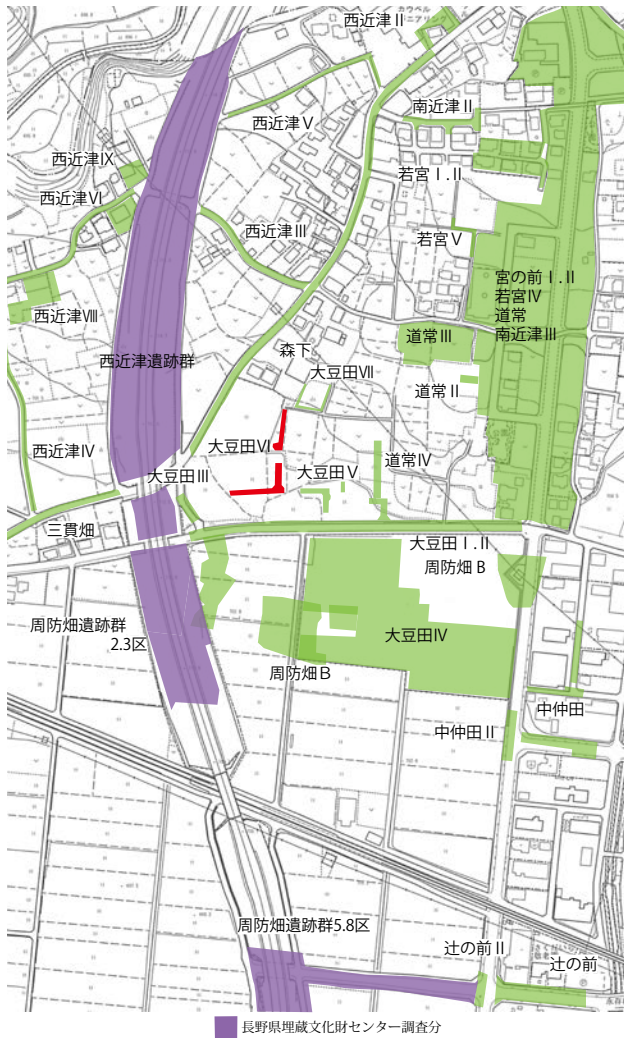 西近津Ⅱ
南近津Ⅱ
西近津Ⅴ
西近津Ⅸ
若宮Ⅰ.Ⅱ
西近津Ⅵ
西近津Ⅲ
若宮Ⅴ
宮の前Ⅰ.Ⅱ
若宮Ⅳ
道常
南近津Ⅲ
西近津Ⅷ
道常Ⅲ
森下
西近津遺跡群
大豆田Ⅶ
道常Ⅱ
大豆田Ⅵ
西近津Ⅳ
大豆田Ⅲ
大豆田Ⅴ
道常Ⅳ
三貫畑
大豆田Ⅰ.Ⅱ
周防畑B
周防畑遺跡群
2.3区
大豆田Ⅳ
周防畑B
中仲田
中仲田Ⅱ
周防畑遺跡群5.8区
辻の前Ⅱ
辻の前
長野県埋蔵文化財センター調査分